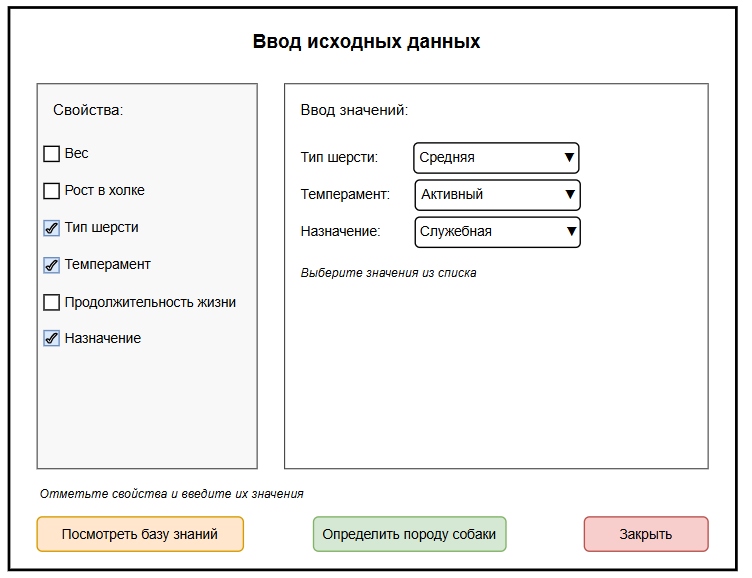 Ввод исходных данных
Свойства:
Вес
Рост в холке
Тип шерсти
Темперамент
Продолжительность жизни
Назначение
Ввод значений:
Тип шерсти: Средняя
Темперамент: Активный
Назначение: Служебная
Выберите значения из списка
Отметьте свойства и введите их значения
Посмотреть базу знаний
Определить породу собаки
Закрыть